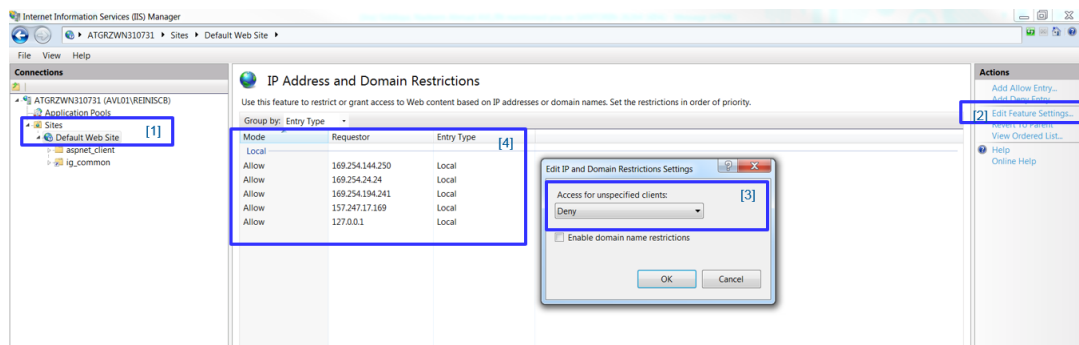 Internet Information Services (IIS) Manager
ATGRZWN310731 Sites Default Web Site
File View Help
Connections
ATGRZWN310731 (AVL01\REINISCB)
Application Pools
Sites
Default Web Site
[1]
aspnet_client
ig_common
IP Address and Domain Restrictions
Use this feature to restrict or grant access to Web content based on IP addresses or domain names. Set the restrictions in order of priority.
Group by: Entry Type
Mode Requestor Entry Type
[4]
Local
Allow 169.254.144.250 Local
Allow 169.254.24.24 Local
Allow 169.254.194.241 Local
Allow 157.247.17.169 Local
Allow 127.0.0.1 Local
Edit IP and Domain Restrictions Settings
Access for unspecified clients:
[3]
Deny
Enable domain name restrictions
OK Cancel
Actions
Add Allow Entry...
Add Deny Entry...
[2] Edit Feature Settings...
Revert To Parent
View Ordered List...
Help
Online Help